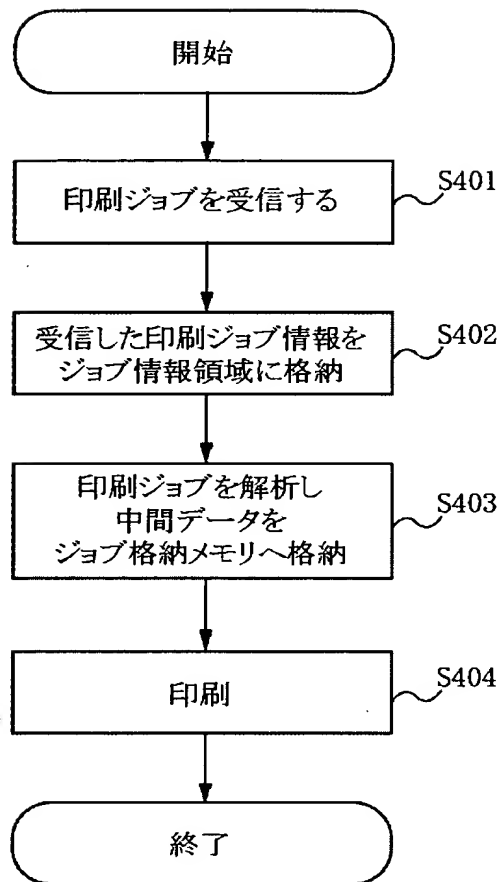 開始
印刷ジョブを受信する
S401
受信した印刷ジョブ情報を
ジョブ情報領域に格納
S402
印刷ジョブを解析し
中間データを
ジョブ格納メモリへ格納
S403
印刷
S404
終了